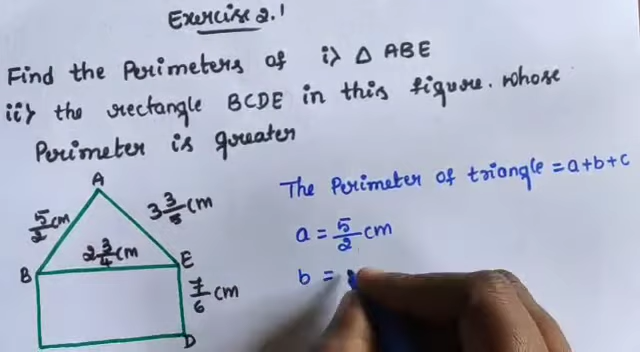 Exercise 2.1
Find the Perimeters of i) △ ABE
ii) the rectangle BCDE in this figure. whose
Perimeter is greater
The Perimeter of triangle = a+b+c
A
5/2 cm
3 3/5 cm
a = 5/2 cm
2 3/4 cm
B
E
b =
7/6 cm
D